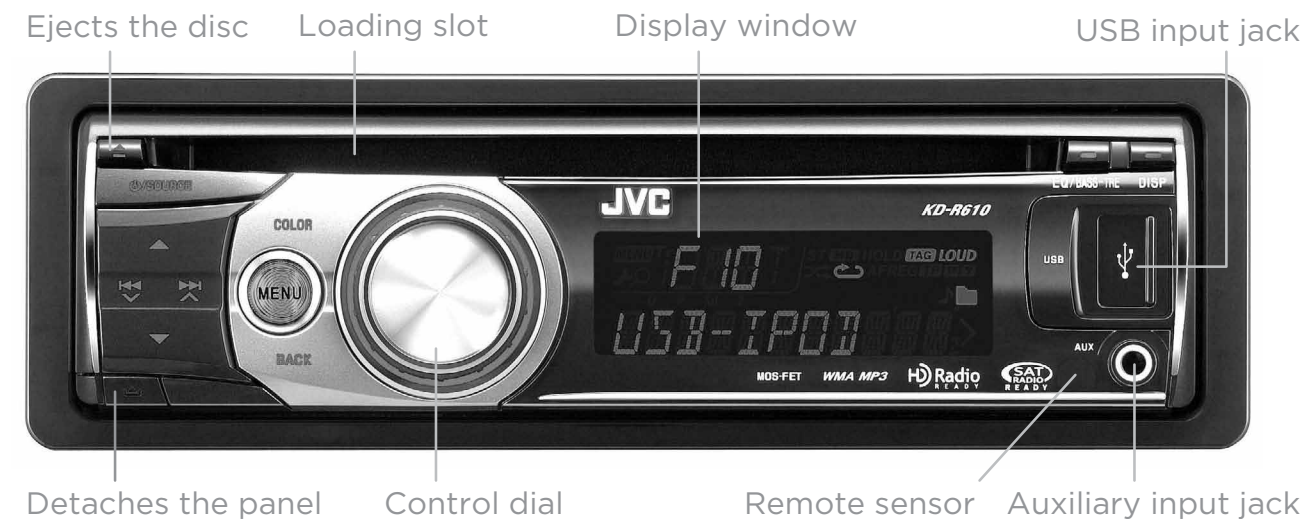 Ejects the disc
Loading slot
Display window
USB input jack
⏻/SOURCE
EQ/BASS-TRE
DISP
JVC
KD-R610
COLOR
TAG LOUD
F 10
USB
MENU
USB-IPOD
BACK
AUX
MOS-FET
WMA MP3
HD Radio
READY
SAT
RADIO
READY
Detaches the panel
Control dial
Remote sensor
Auxiliary input jack